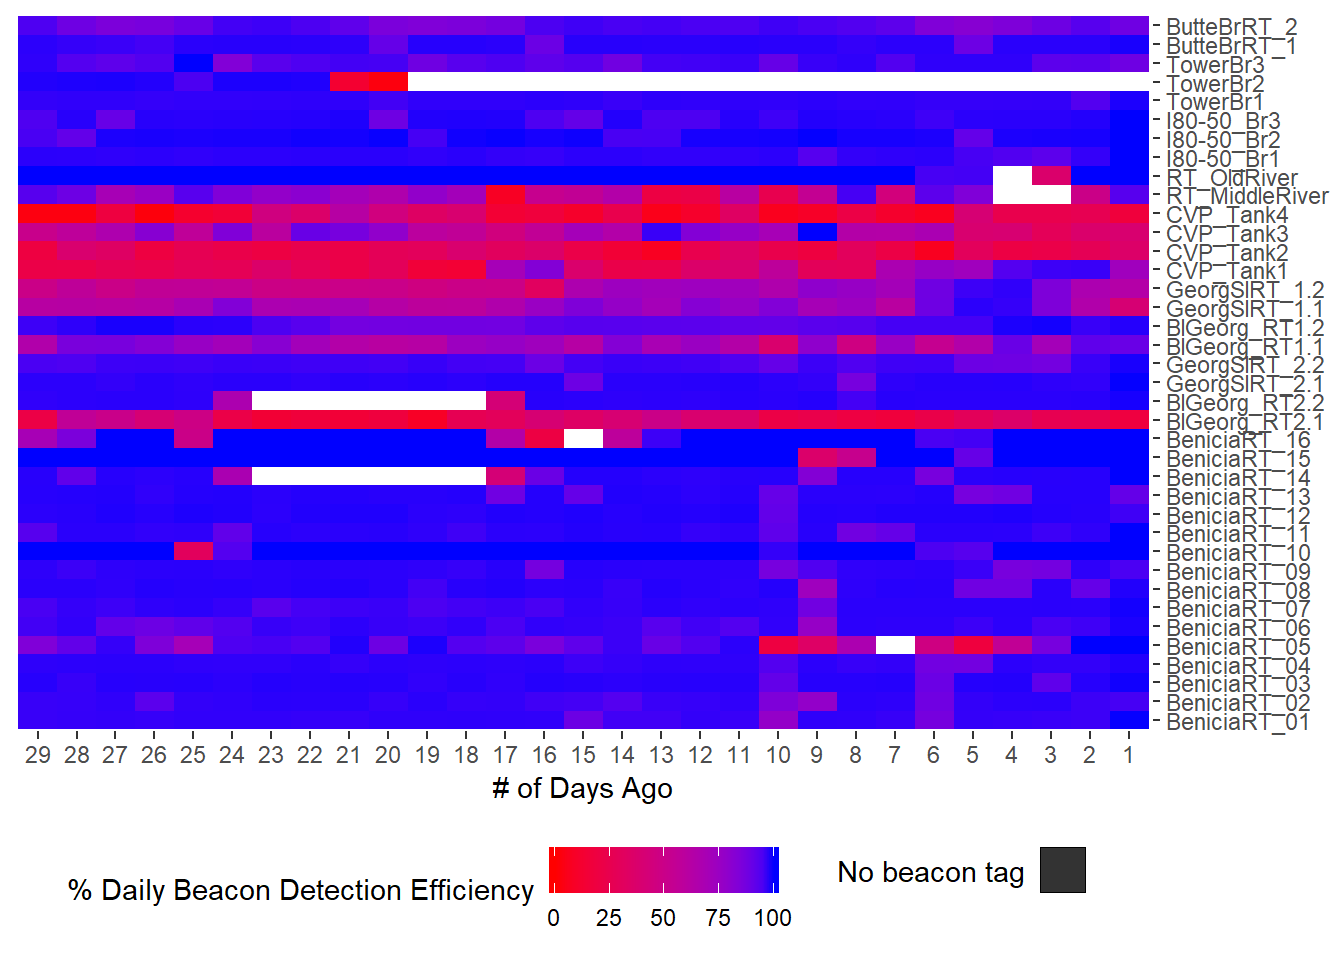 ButteBrRT_2
ButteBrRT_1
TowerBr3
TowerBr2
TowerBr1
I80-50_Br3
I80-50_Br2
I80-50_Br1
RT_OldRiver
RT_MiddleRiver
CVP_Tank4
CVP_Tank3
CVP_Tank2
CVP_Tank1
GeorgSlRT_1.2
GeorgSlRT_1.1
BlGeorg_RT1.2
BlGeorg_RT1.1
GeorgSlRT_2.2
GeorgSlRT_2.1
BlGeorg_RT2.2
BlGeorg_RT2.1
BeniciaRT_16
BeniciaRT_15
BeniciaRT_14
BeniciaRT_13
BeniciaRT_12
BeniciaRT_11
BeniciaRT_10
BeniciaRT_09
BeniciaRT_08
BeniciaRT_07
BeniciaRT_06
BeniciaRT_05
BeniciaRT_04
BeniciaRT_03
BeniciaRT_02
BeniciaRT_01
29 28 27 26 25 24 23 22 21 20 19 18 17 16 15 14 13 12 11 10 9 8 7 6 5 4 3 2 1
# of Days Ago
% Daily Beacon Detection Efficiency
0 25 50 75 100
No beacon tag